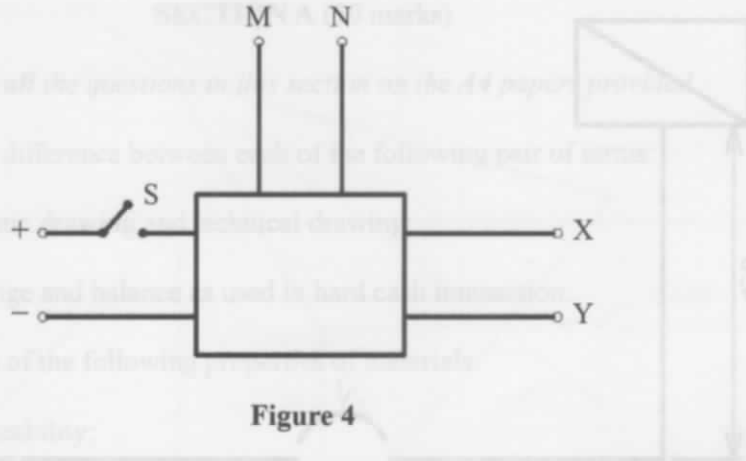 SECTION A ( marks)
all the questions in this section on the A4 papers provided
difference between each of the following pair of terms
drawing and technical drawing
M N
S
+
X
and balance as used in hard cash transaction
− Y
of the following properties of materials
Figure 4